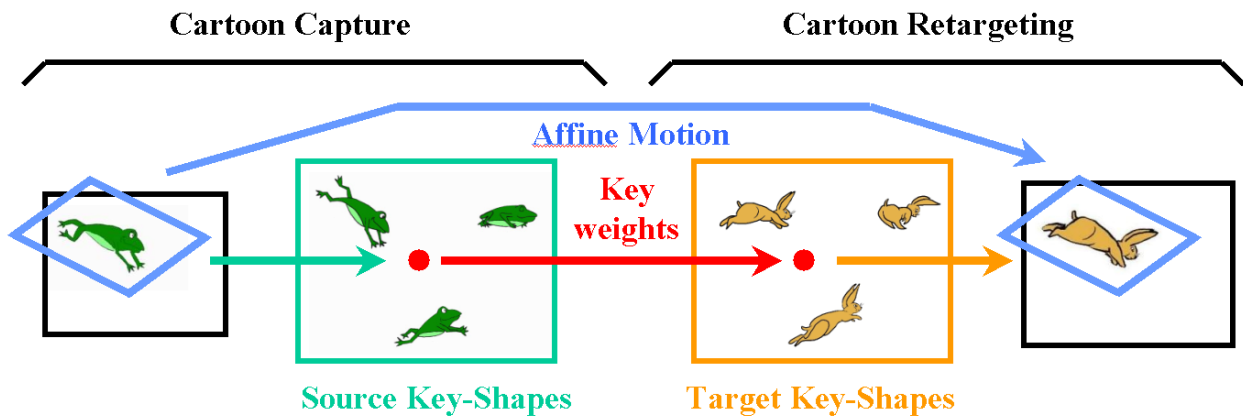 Cartoon Capture
Cartoon Retargeting
Affine Motion
Key
weights
Source Key-Shapes
Target Key-Shapes